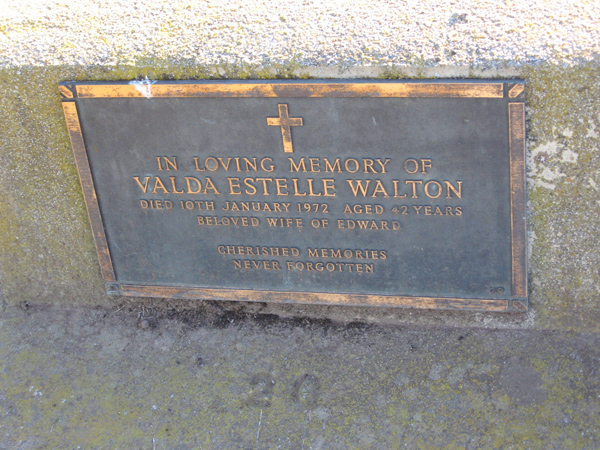 IN LOVING MEMORY OF
VALDA ESTELLE WALTON
DIED 10TH JANUARY 1972 AGED 42 YEARS
BELOVED WIFE OF EDWARD
CHERISHED MEMORIES
NEVER FORGOTTEN
20